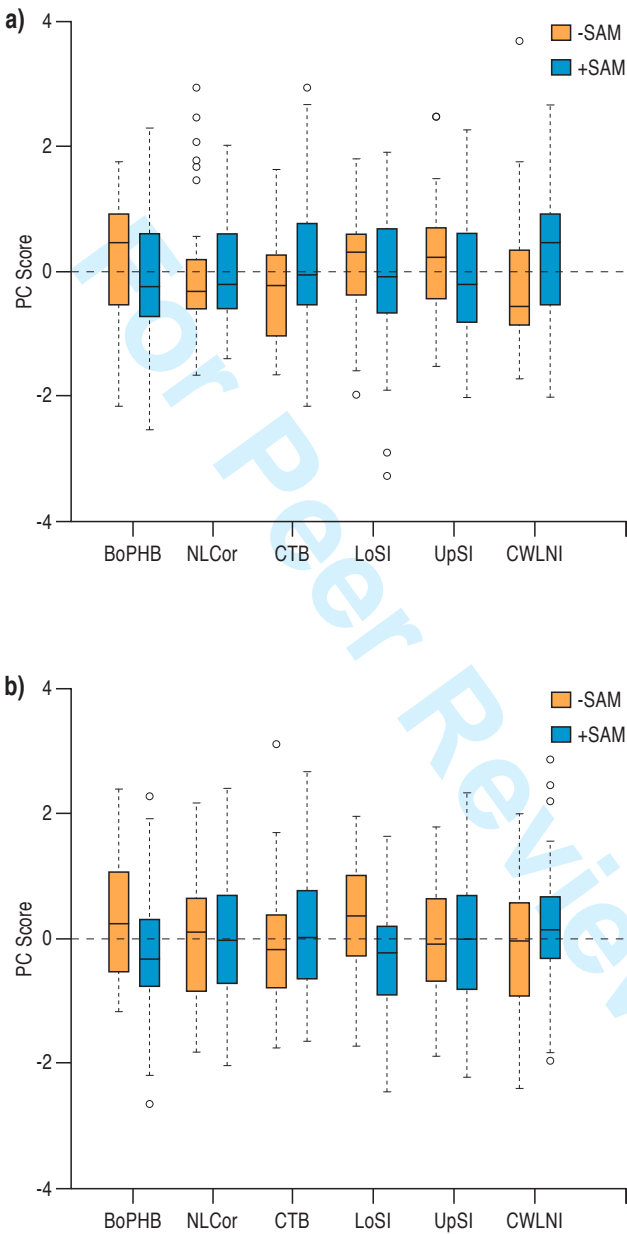 a)
4
2
0
-2
-4
PC Score
-SAM
+SAM
BoPHB NLCor CTB LoSI UpSI CWLNI
b)
4
2
0
-2
-4
PC Score
-SAM
+SAM
BoPHB NLCor CTB LoSI UpSI CWLNI
For Peer Review